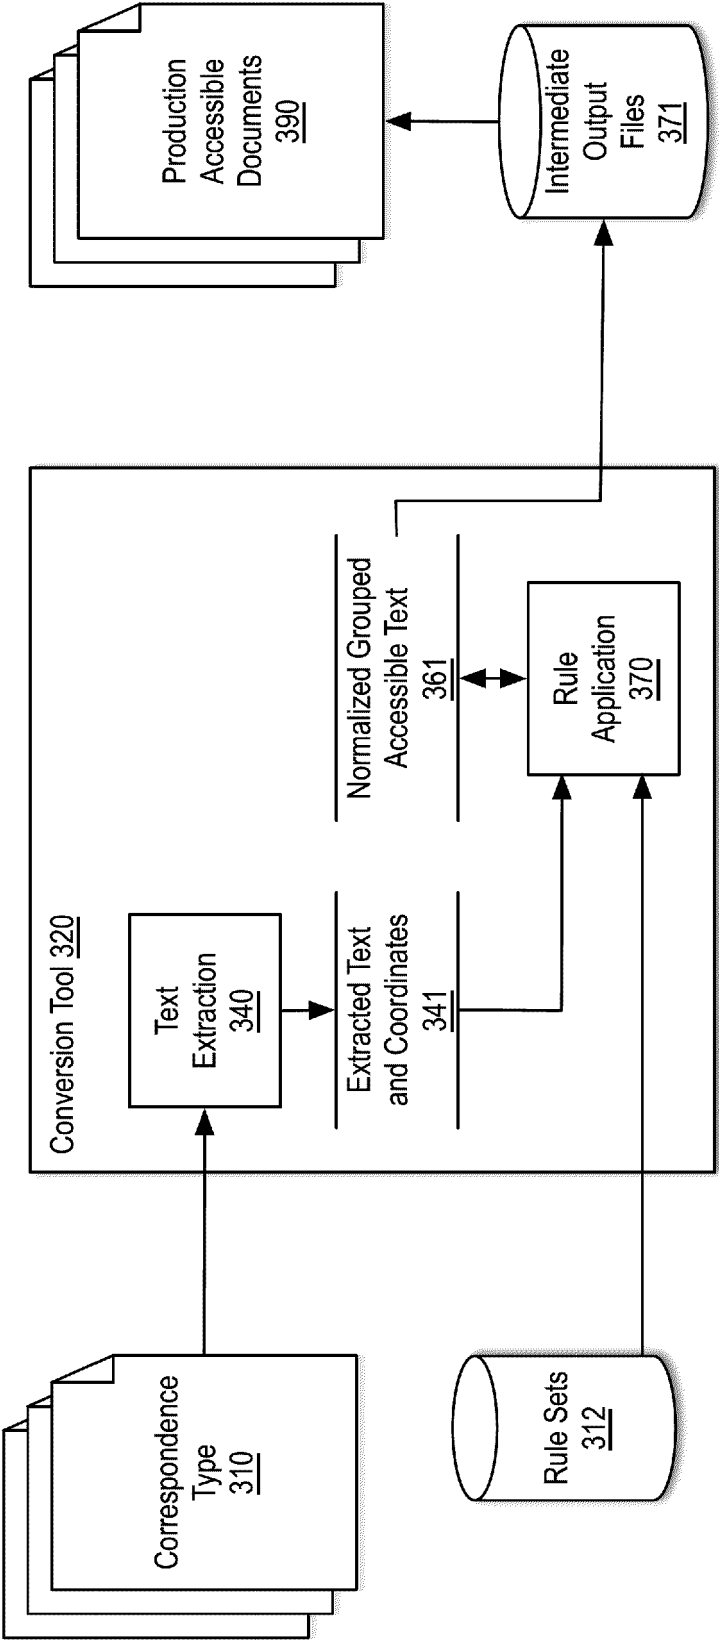 Correspondence
Type
310
Rule Sets
312
Conversion Tool 320
Text
Extraction
340
Extracted Text
and Coordinates
341
Normalized Grouped
Accessible Text
361
Rule
Application
370
Production
Accessible
Documents
390
Intermediate
Output
Files
371